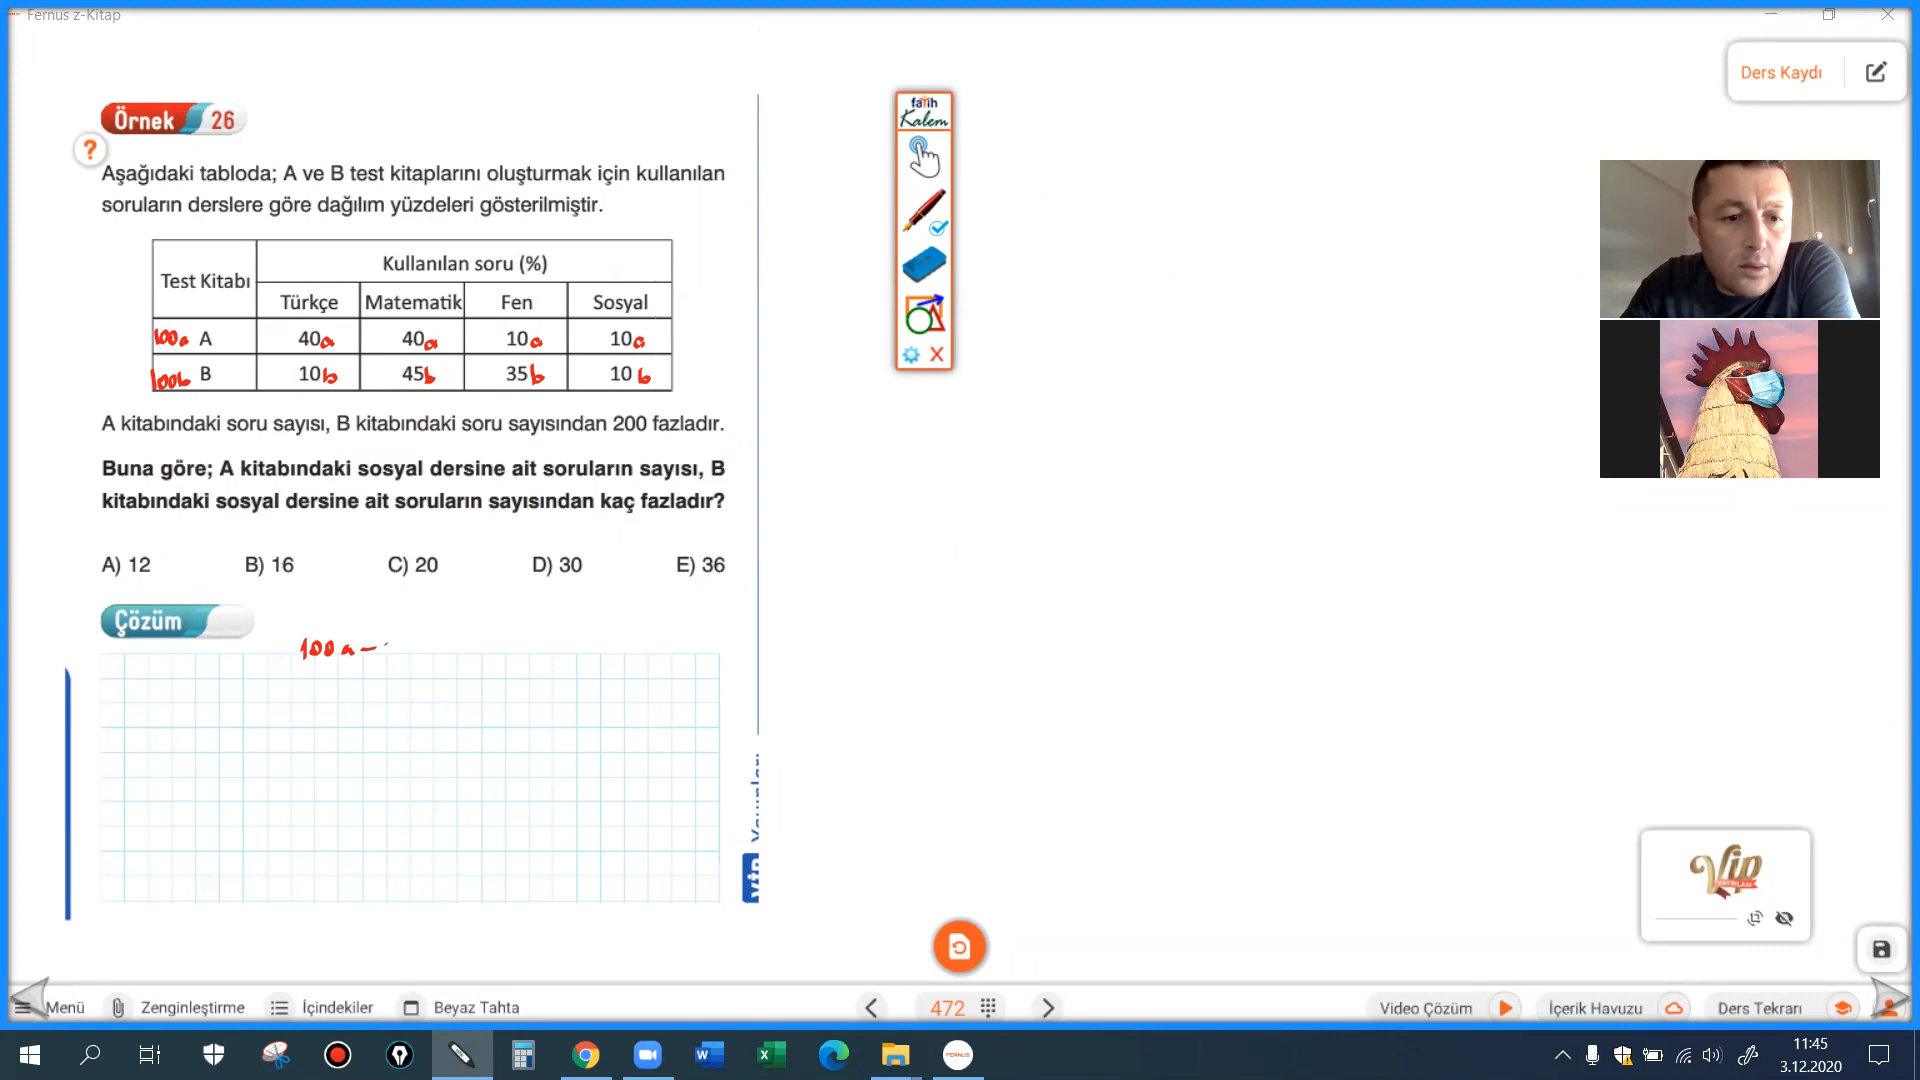 Fernus z-Kitap
Ders Kaydı
Örnek 26
?
Aşağıdaki tabloda; A ve B test kitaplarını oluşturmak için kullanılan
soruların derslere göre dağılım yüzdeleri gösterilmiştir.
Test Kitabı
Kullanılan soru (%)
Türkçe Matematik Fen Sosyal
100a A 40a 40a 10a 10a
100b B 10b 45b 35b 10b
A kitabındaki soru sayısı, B kitabındaki soru sayısından 200 fazladır.
Buna göre; A kitabındaki sosyal dersine ait soruların sayısı, B
kitabındaki sosyal dersine ait soruların sayısından kaç fazladır?
A) 12 B) 16 C) 20 D) 30 E) 36
Çözüm
100a -
fatih
Kalem
Vip
YAYINLARI
Menü Zenginleştirme İçindekiler Beyaz Tahta
472
Video Çözüm İçerik Havuzu Ders Tekrarı
FERNUS
11:45
3.12.2020